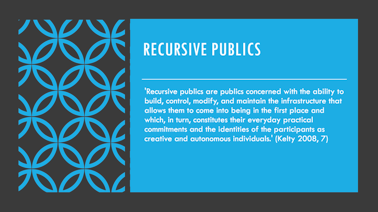 RECURSIVE PUBLICS
'Recursive publics are publics concerned with the ability to
build, control, modify, and maintain the infrastructure that
allows them to come into being in the first place and
which, in turn, constitutes their everyday practical
commitments and the identities of the participants as
creative and autonomous individuals.' (Kelty 2008, 7)